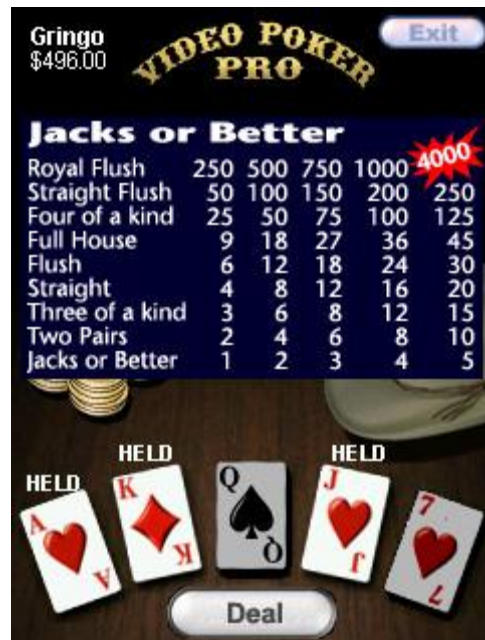 Gringo
$496.00
VIDEO POKER
PRO
Exit
Jacks or Better
Royal Flush 250 500 750 1000 4000
Straight Flush 50 100 150 200 250
Four of a kind 25 50 75 100 125
Full House 9 18 27 36 45
Flush 6 12 18 24 30
Straight 4 8 12 16 20
Three of a kind 3 6 8 12 15
Two Pairs 2 4 6 8 10
Jacks or Better 1 2 3 4 5
HELD HELD
HELD
A K Q J 7
A K Q J 7
Deal